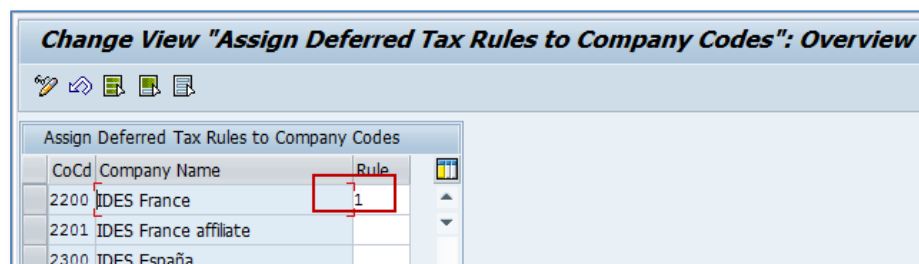 Change View "Assign Deferred Tax Rules to Company Codes": Overview
Assign Deferred Tax Rules to Company Codes
CoCd Company Name Rule
2200 IDES France 1
2201 IDES France affiliate
2300 IDES España